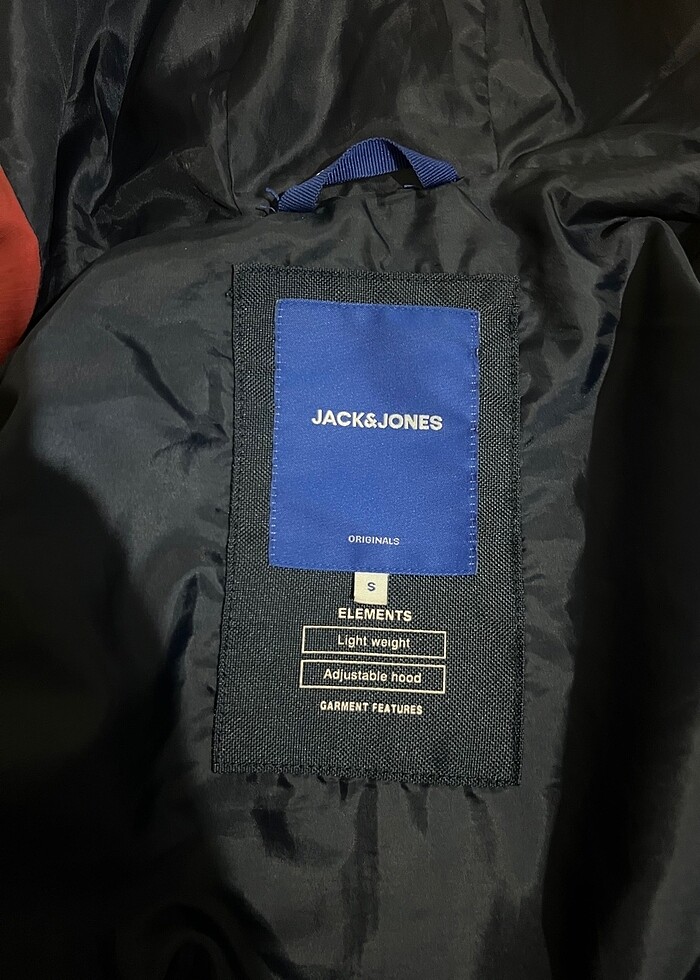 JACK&JONES
ORIGINALS
S
ELEMENTS
Light weight
Adjustable hood
GARMENT FEATURES